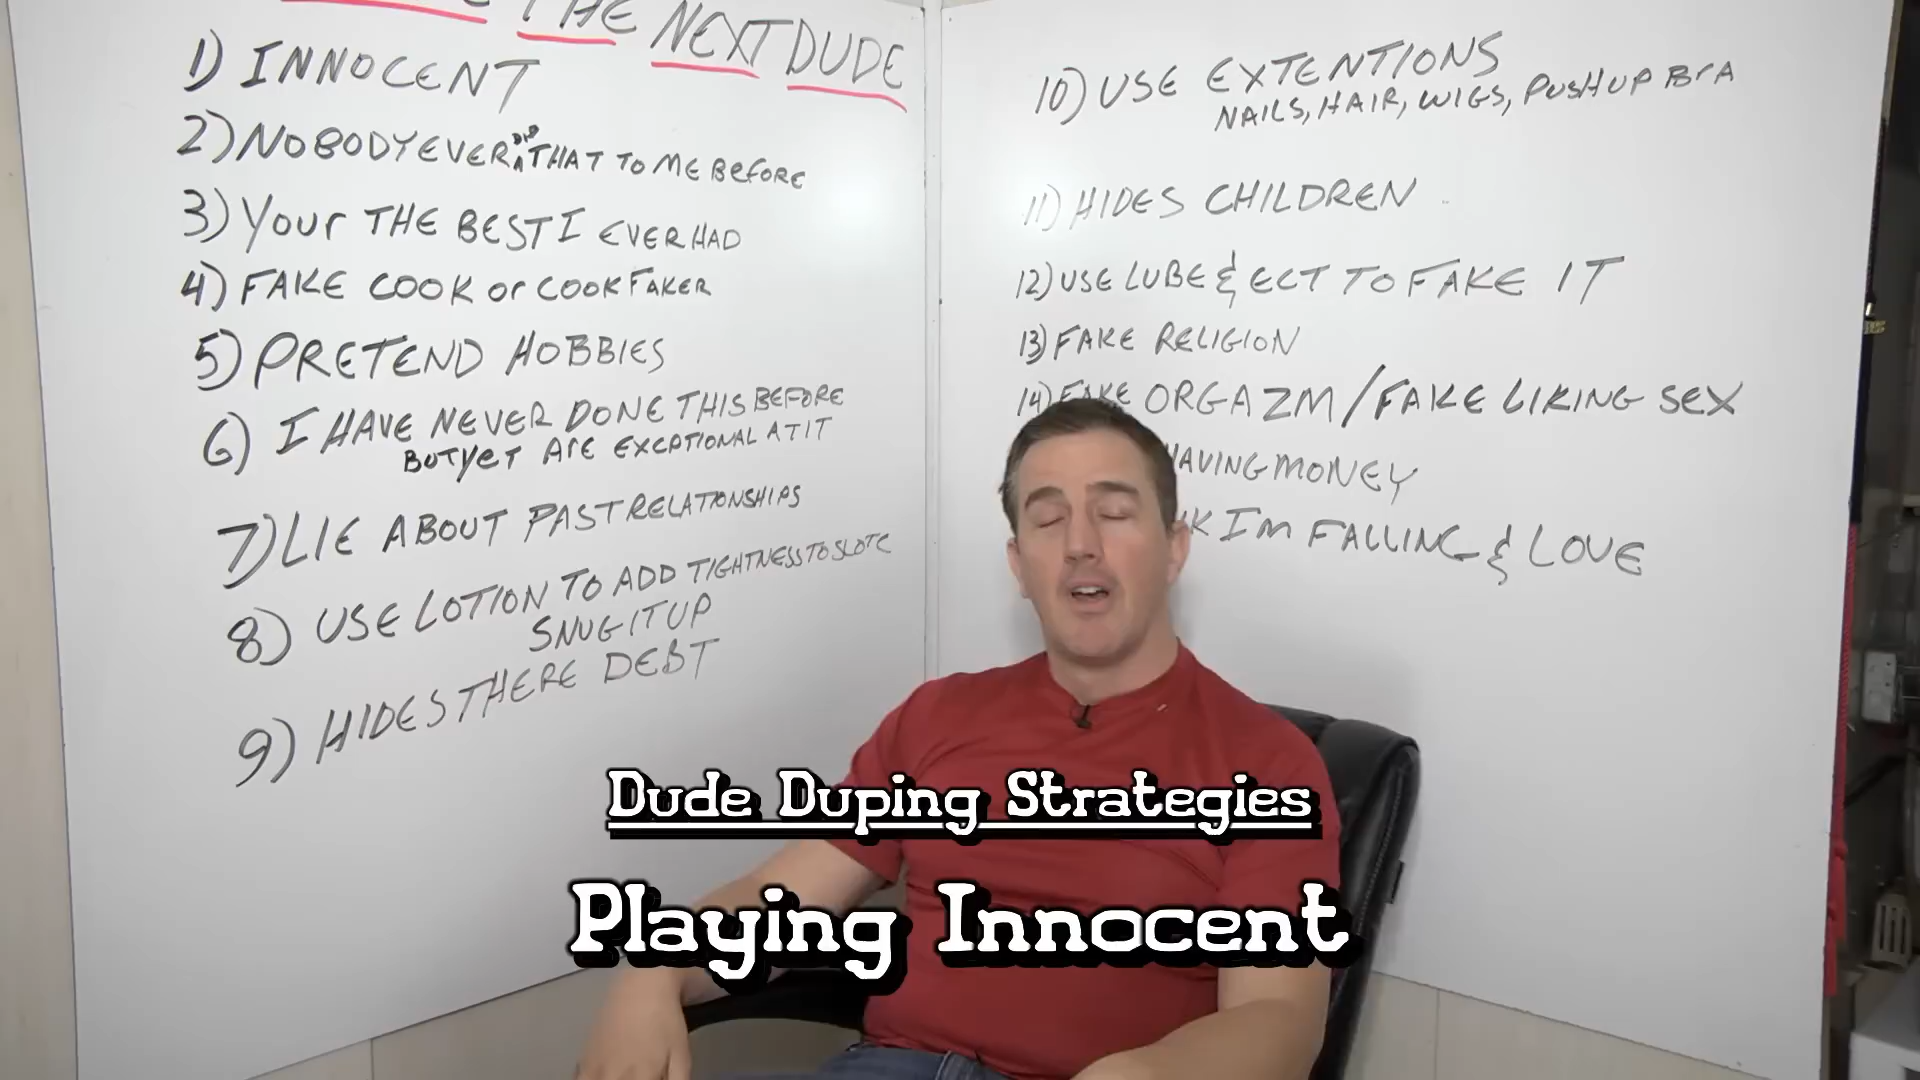 THE NEXT DUDE
1) INNOCENT
2) NOBODY EVER DID THAT TO ME BEFORE
3) Your THE BEST I EVER HAD
4) FAKE COOK or COOK FAKER
5) PRETEND HOBBIES
6) I HAVE NEVER DONE THIS BEFORE
BUT yET ArE EXCEPTIONAL AT IT
7) LIE ABOUT PAST RELATIONSHIPS
8) USE LOTION TO ADD TIGHTNESS TO
SNUG IT UP
9) HIDES THERE DEBT
10) USE EXTENTIONS
NAILS, HAIR, WIGS, PUSH UP BrA
11) HIDES CHILDREN
12) USE LUBE & ECT TO FAKE IT
13) FAKE RELIGION
14) FAKE ORGAZM / FAKE LIKING SEX
HAVING MONEY
I'M FALLING & LOVE
Dude Duping Strategies
Playing Innocent